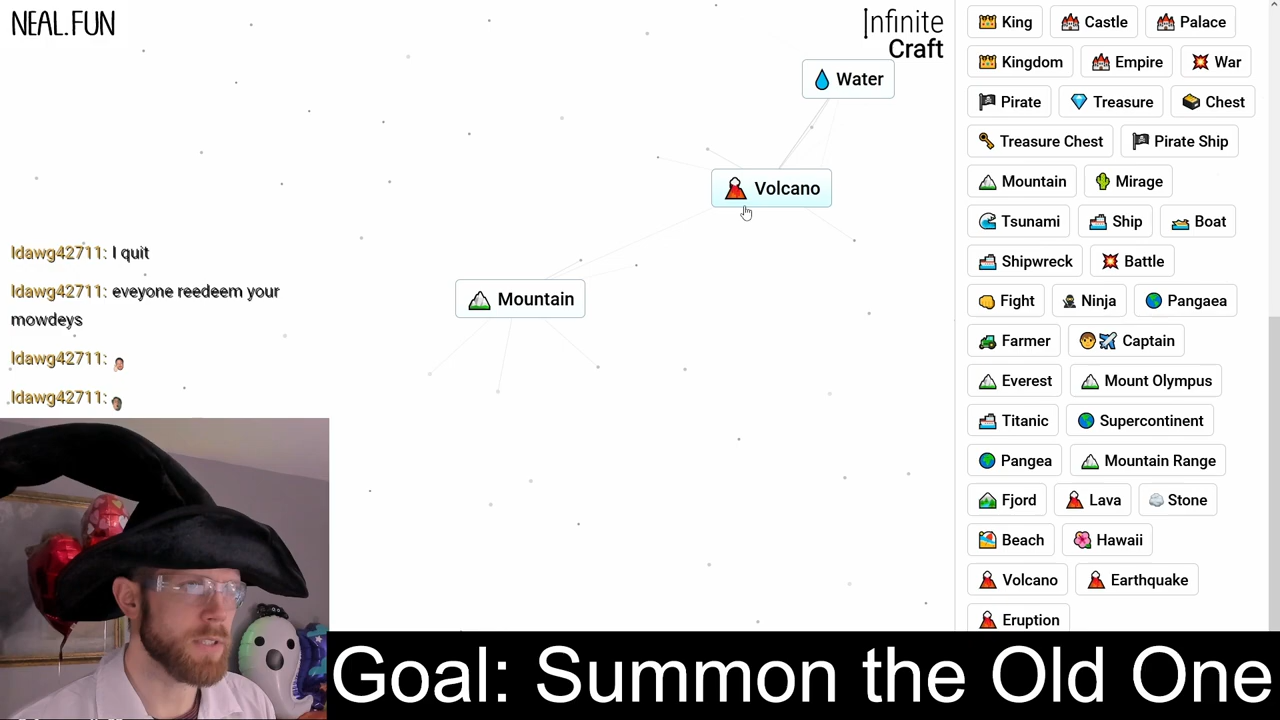 NEAL.FUN
Infinite
Craft
Water
Volcano
Mountain
ldawg42711: I quit
ldawg42711: eveyone reedeem your
mowdeys
ldawg42711:
ldawg42711:
King Castle Palace
Kingdom Empire War
Pirate Treasure Chest
Treasure Chest Pirate Ship
Mountain Mirage
Tsunami Ship Boat
Shipwreck Battle
Fight Ninja Pangaea
Farmer Captain
Everest Mount Olympus
Titanic Supercontinent
Pangea Mountain Range
Fjord Lava Stone
Beach Hawaii
Volcano Earthquake
Eruption
Goal: Summon the Old One